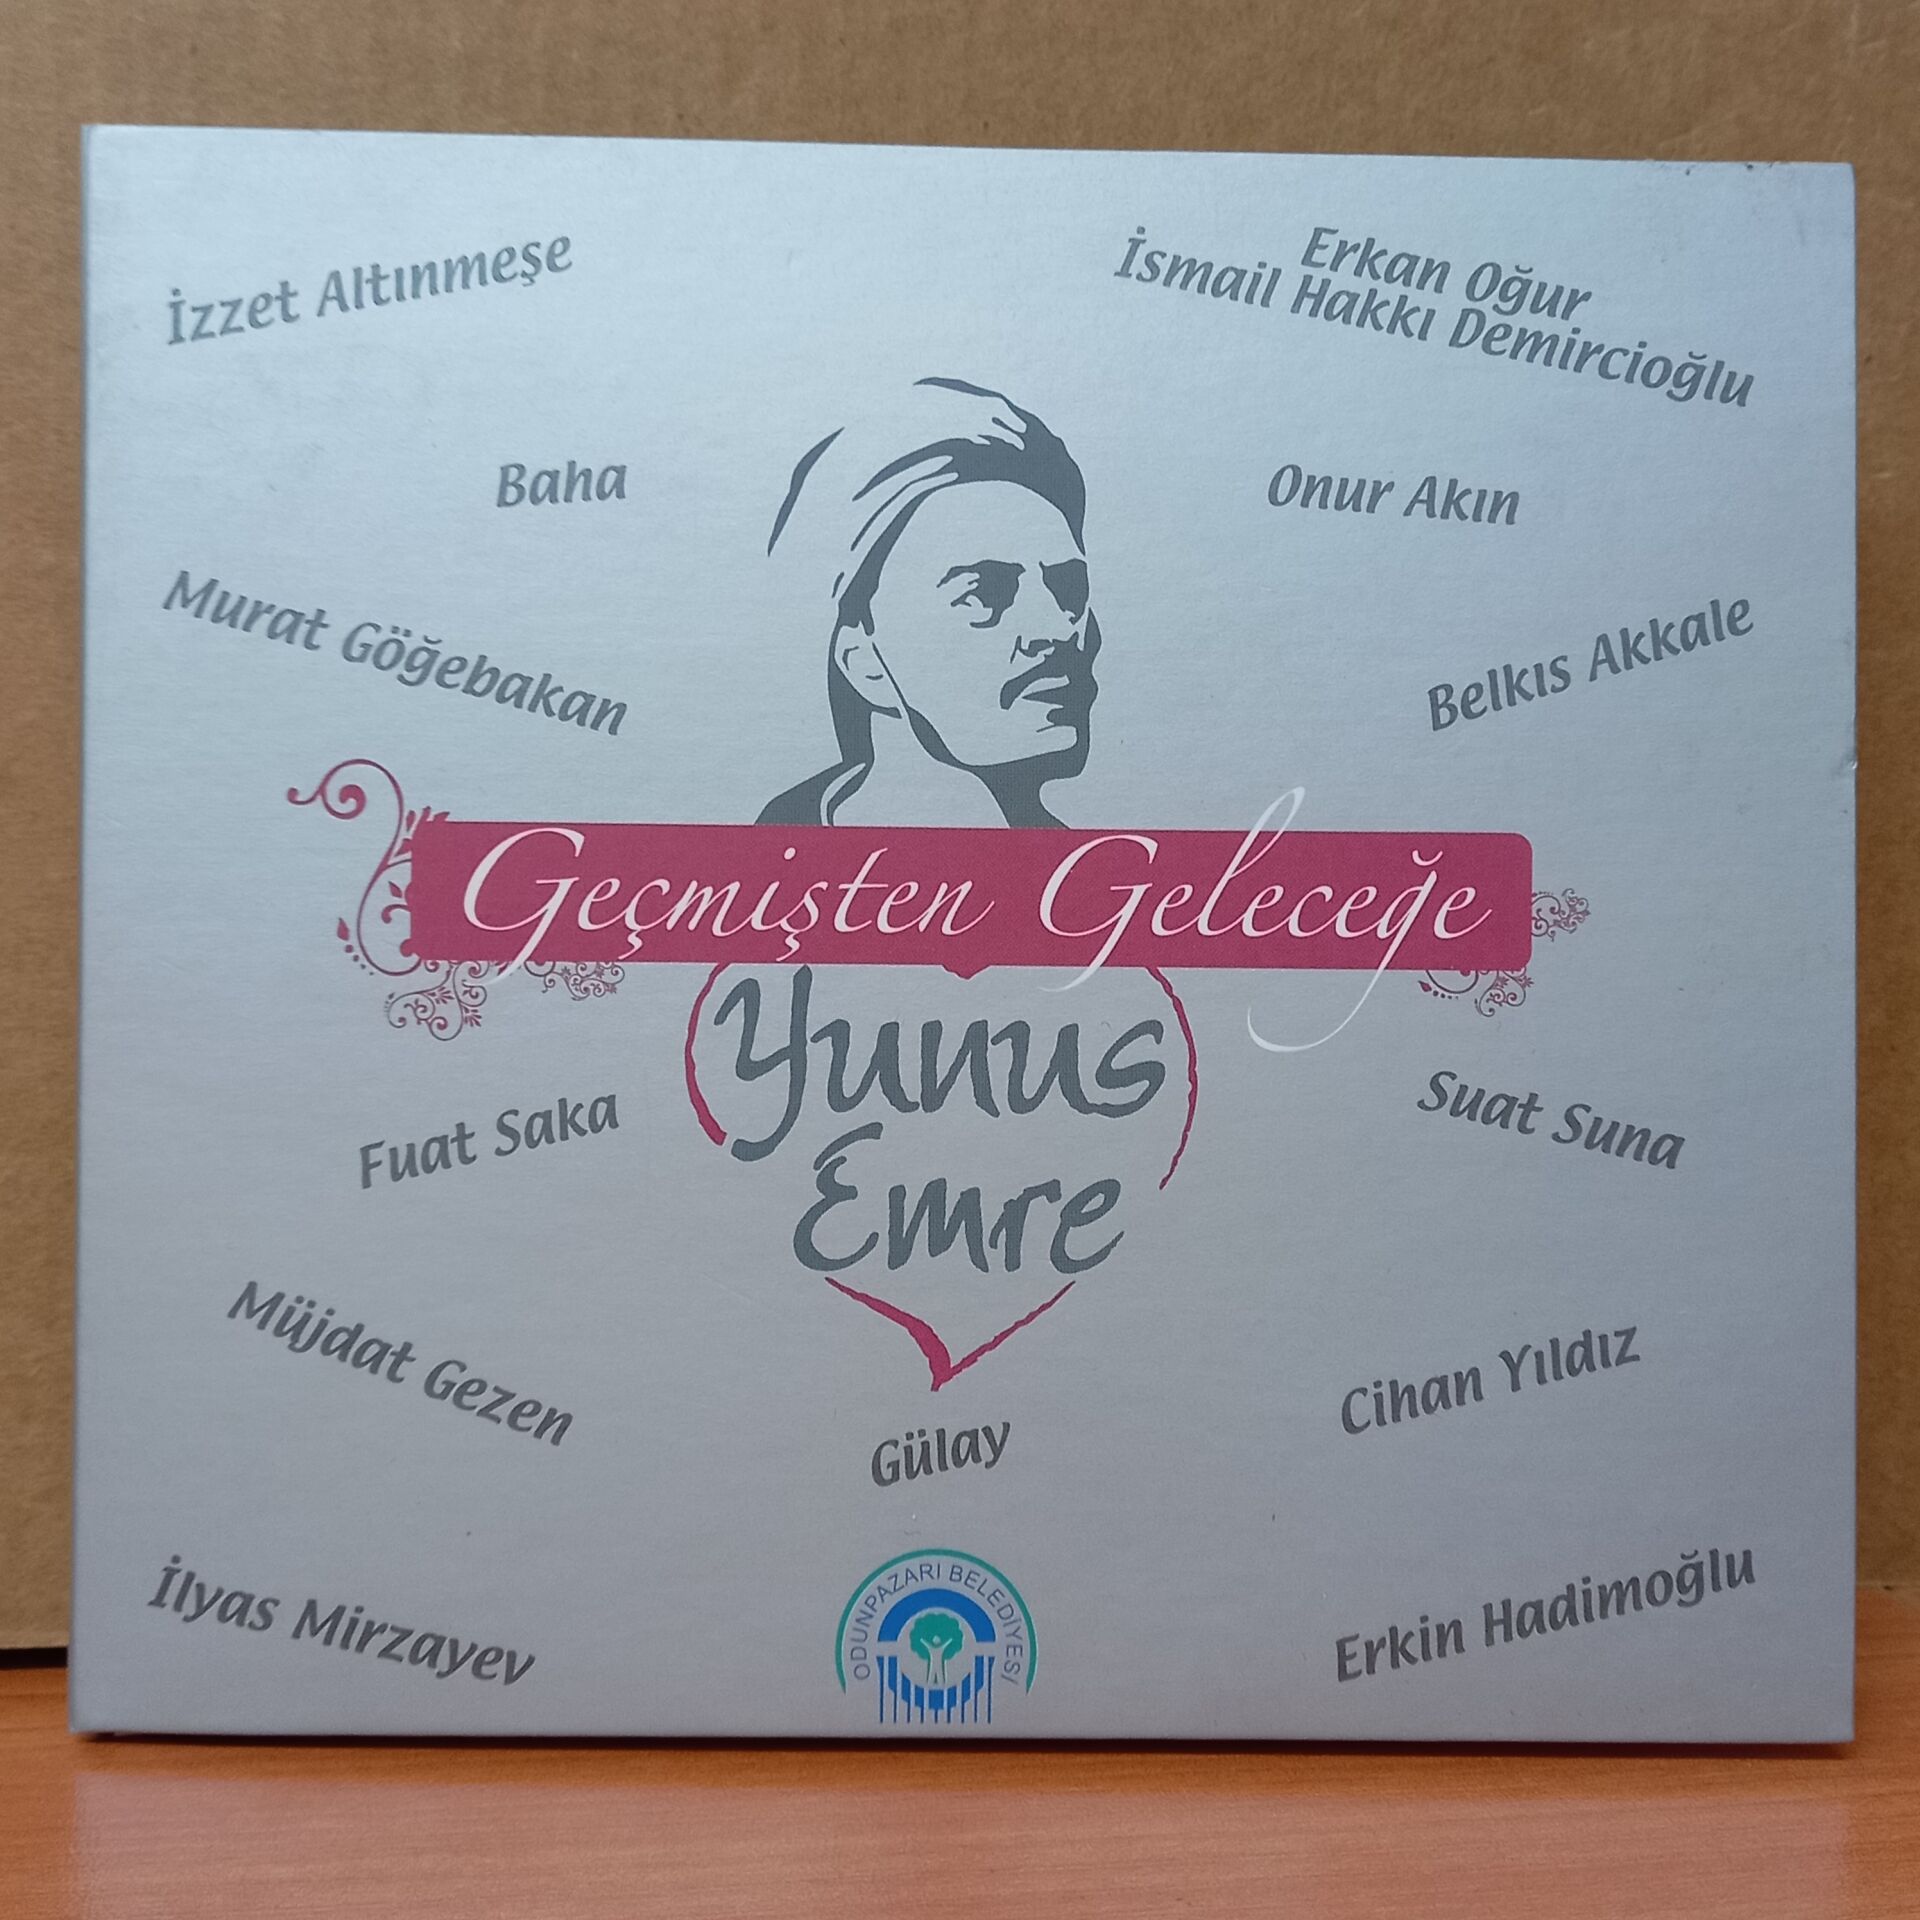 İzzet Altınmeşe
Erkan Oğur
İsmail Hakkı Demircioğlu
Baha
Onur Akın
Murat Göğebakan
Belkıs Akkale
Geçmişten Geleceğe
Yunus
Emre
Fuat Saka
Suat Suna
Müjdat Gezen
Cihan Yıldız
Gülay
İlyas Mirzayev
Erkin Hadimoğlu
ODUNPAZARI BELEDİYESİ